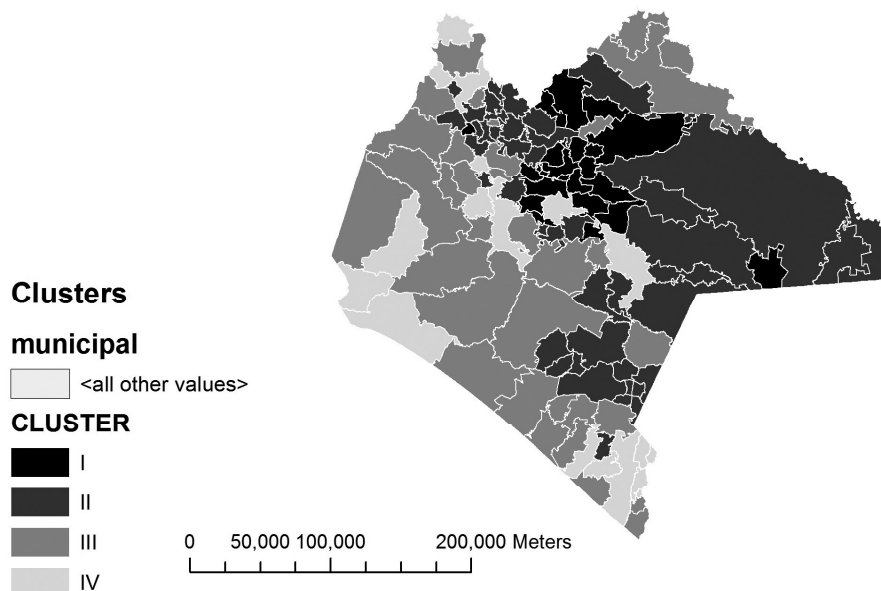 Clusters
municipal
<all other values>
CLUSTER
I
II
III
IV
0 50,000 100,000 200,000 Meters